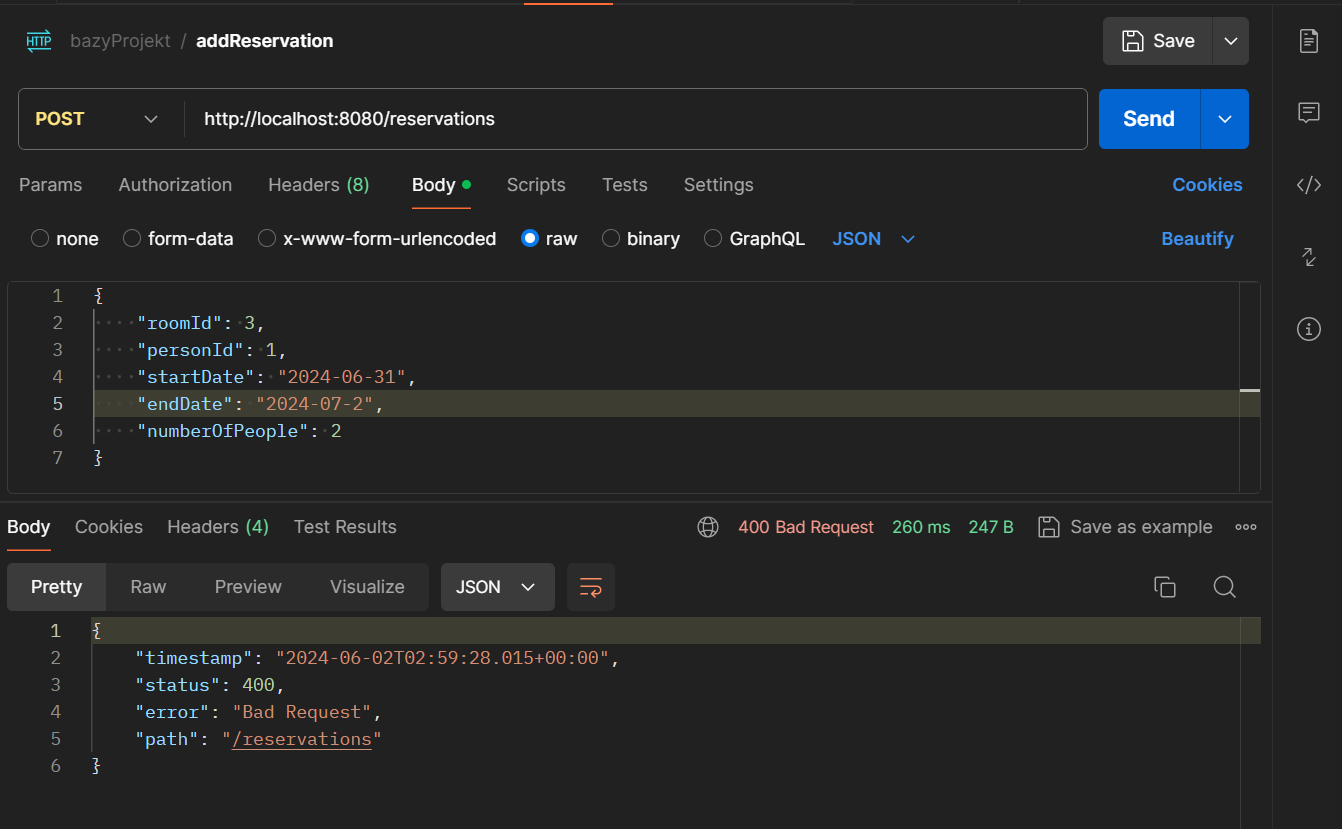 HTTP bazyProjekt / addReservation Save
POST http://localhost:8080/reservations Send
Params Authorization Headers (8) Body Scripts Tests Settings Cookies
none form-data x-www-form-urlencoded raw binary GraphQL JSON Beautify
1 {
2 "roomId": 3,
3 "personId": 1,
4 "startDate": "2024-06-31",
5 "endDate": "2024-07-2",
6 "numberOfPeople": 2
7 }
Body Cookies Headers (4) Test Results 400 Bad Request 260 ms 247 B Save as example
Pretty Raw Preview Visualize JSON
1 {
2 "timestamp": "2024-06-02T02:59:28.015+00:00",
3 "status": 400,
4 "error": "Bad Request",
5 "path": "/reservations"
6 }